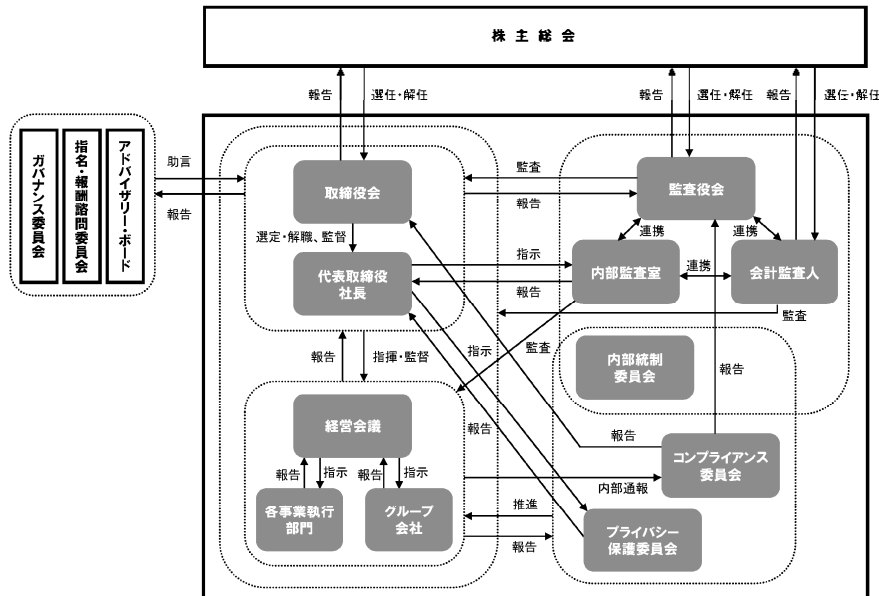 株主総会
報告
選任・解任
報告
選任・解任
報告
選任・解任
ガバナンス委員会
指名・報酬諮問委員会
アドバイザリー・ボード
助言
報告
取締役会
監査
報告
監査役会
選定・解職、監督
連携
連携
代表取締役
社長
指示
報告
内部監査室
連携
会計監査人
監査
報告
指揮・監督
指示
監査
内部統制
委員会
報告
経営会議
報告
報告
コンプライアンス
委員会
報告
指示
報告
指示
内部通報
各事業執行
部門
グループ
会社
推進
報告
プライバシー
保護委員会